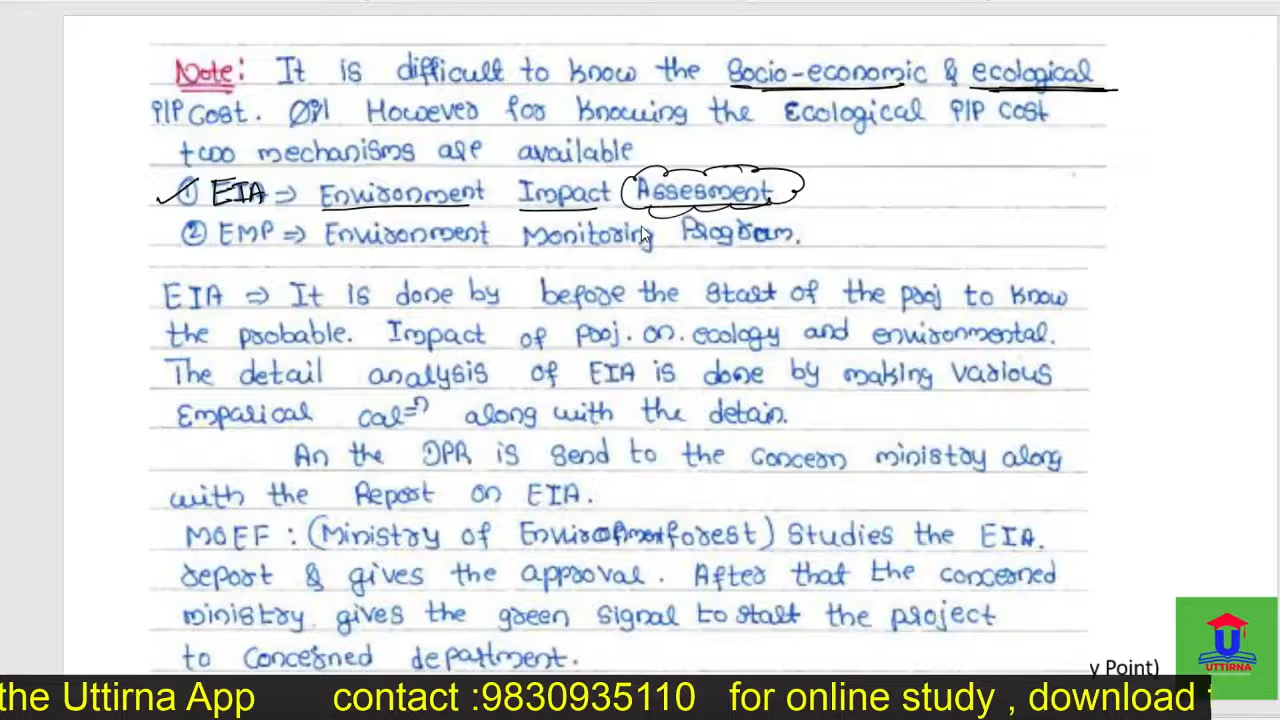 Note: It is difficult to know the Socio-economic & ecological
PIP Cost. However for knowing the Ecological PIP cost
two mechanisms are available
① EIA ⇒ Environment Impact Assesment
② EMP ⇒ Environment Monitoring Program.
EIA ⇒ It is done by before the start of the proj to know
the probable. Impact of proj. on. ecology and environmental.
The detail analysis of EIA is done by making various
Emparical cal=n along with the detain.
An the DPR is send to the concern ministry along
with the Report on EIA.
MOEF : (Ministry of forest) Studies the EIA.
report & gives the approval. After that the concerned
ministry gives the green signal to start the project
to Concerned department.
y Point)
UTTIRNA
the Uttirna App contact :9830935110 for online study , download